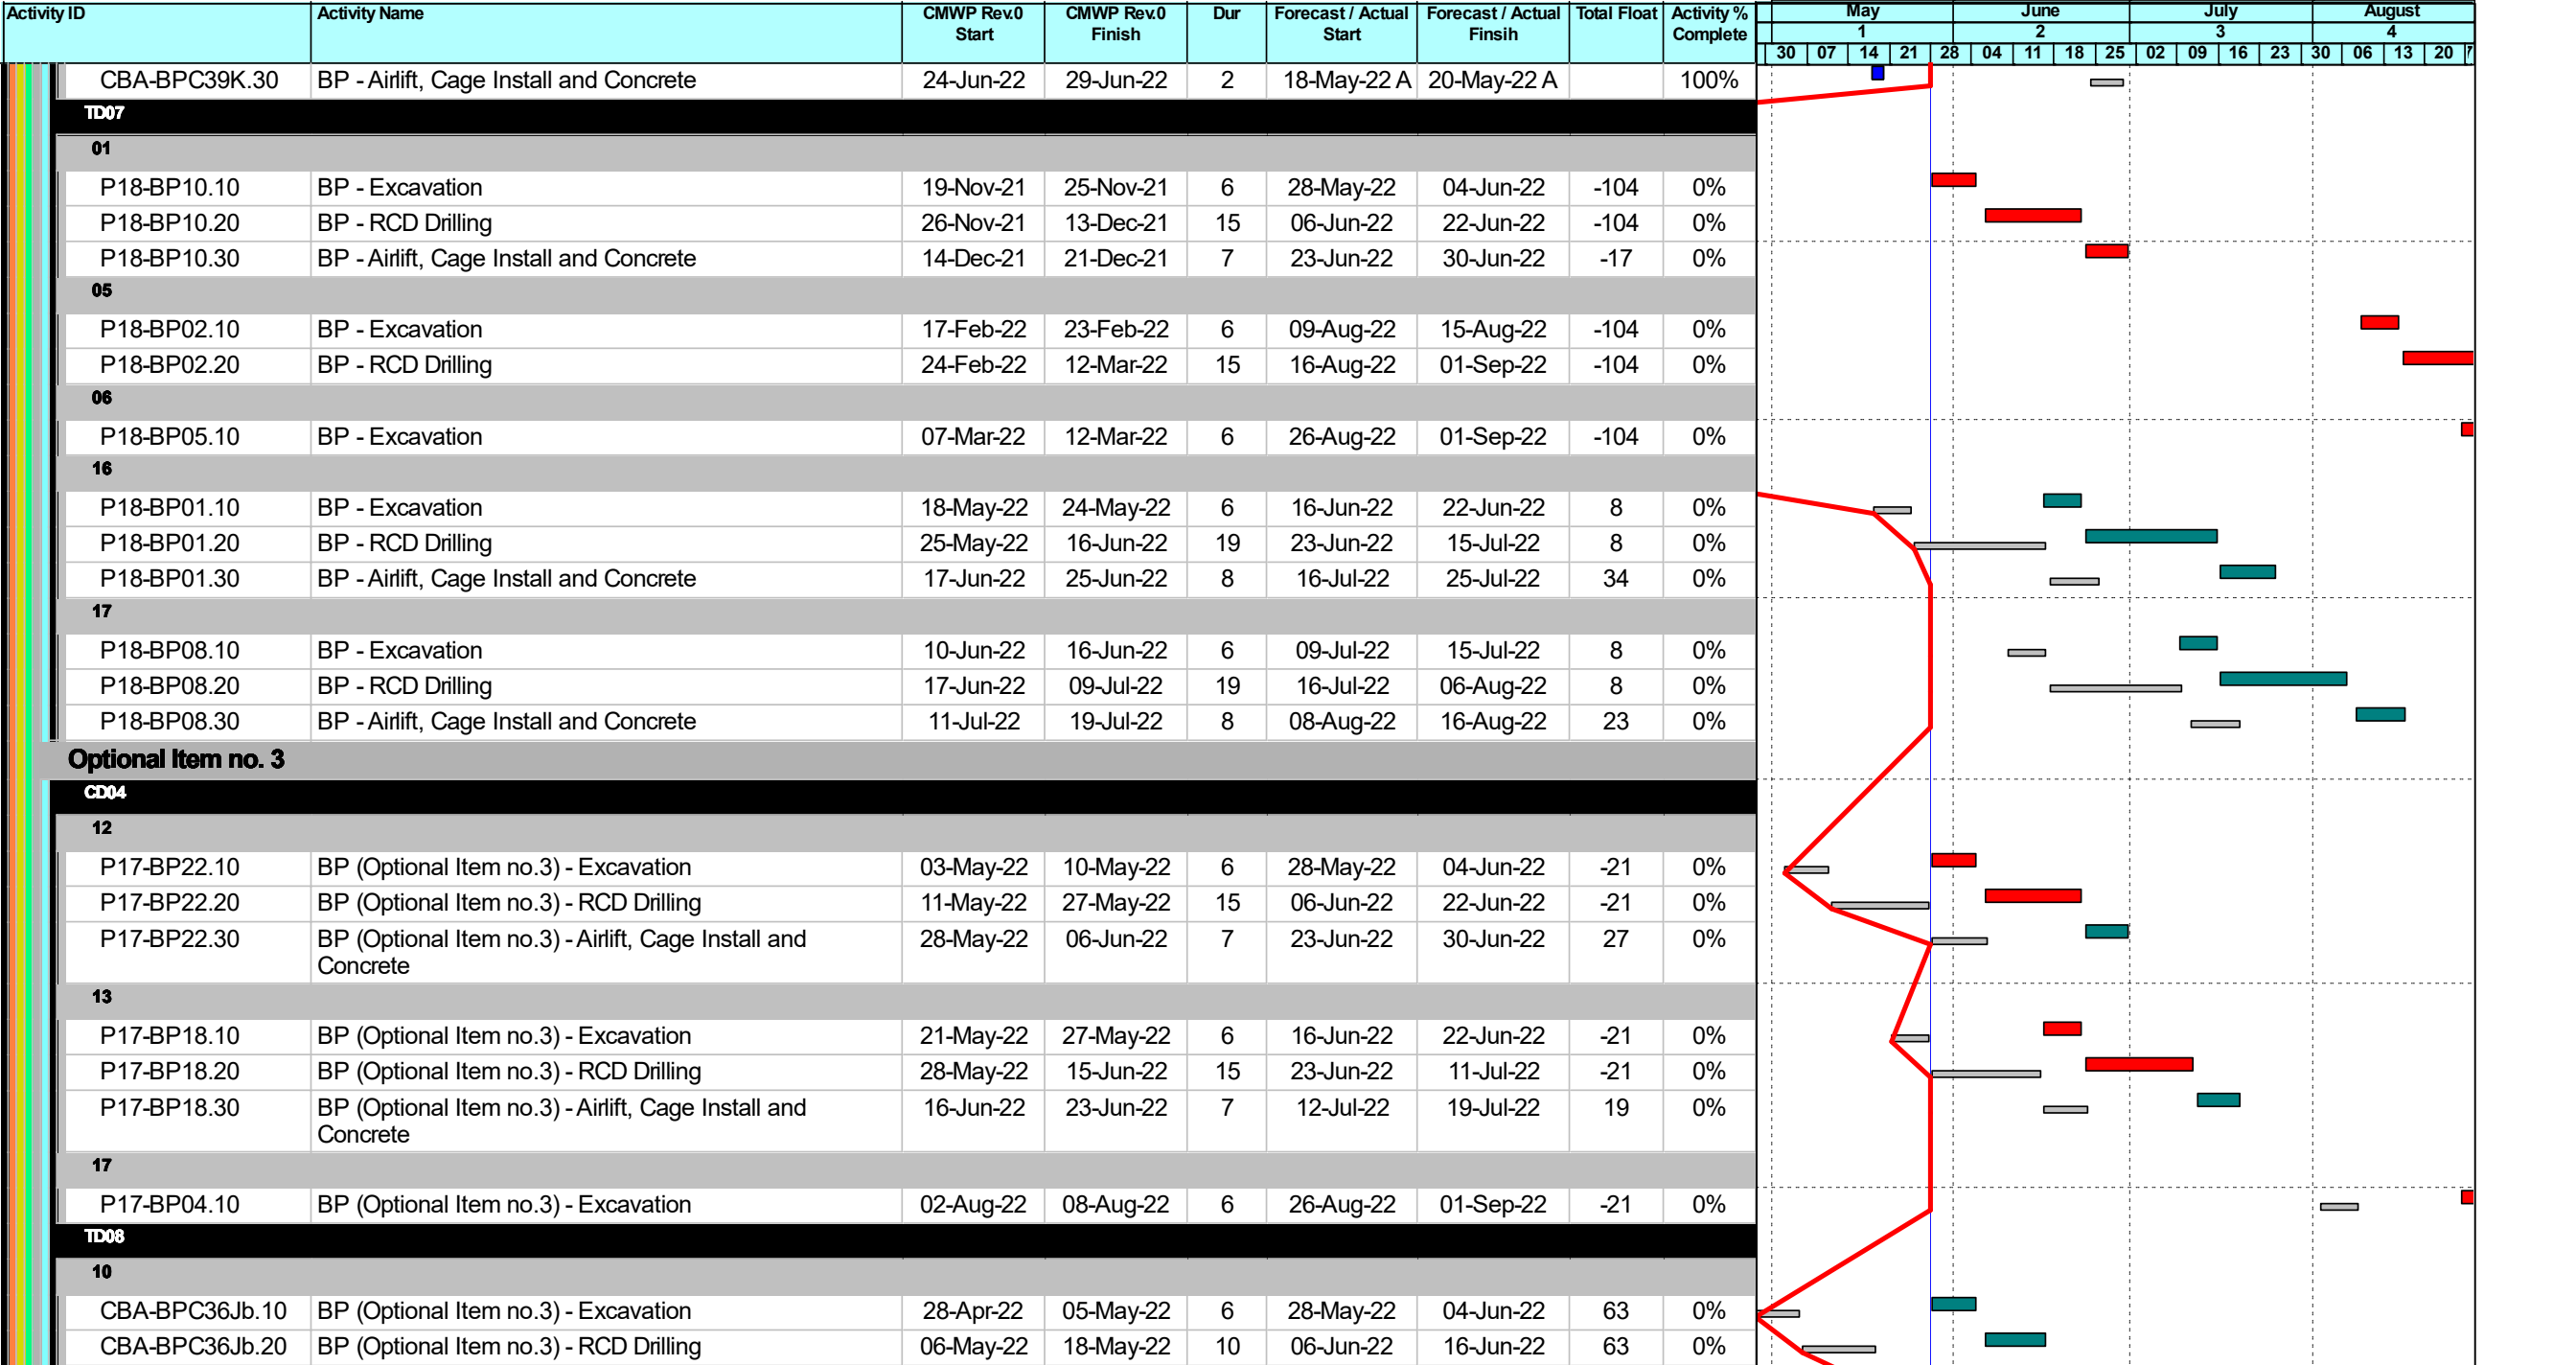 Activity ID Activity Name CMWP Rev.0 Start CMWP Rev.0 Finish Dur Forecast / Actual Start Forecast / Actual Finsih Total Float Activity % Complete May June July August
1 2 3 4
30 07 14 21 28 04 11 18 25 02 09 16 23 30 06 13 20
CBA-BPC39K.30 BP - Airlift, Cage Install and Concrete 24-Jun-22 29-Jun-22 2 18-May-22 A 20-May-22 A 100%
TD07
01
P18-BP10.10 BP - Excavation 19-Nov-21 25-Nov-21 6 28-May-22 04-Jun-22 -104 0%
P18-BP10.20 BP - RCD Drilling 26-Nov-21 13-Dec-21 15 06-Jun-22 22-Jun-22 -104 0%
P18-BP10.30 BP - Airlift, Cage Install and Concrete 14-Dec-21 21-Dec-21 7 23-Jun-22 30-Jun-22 -17 0%
05
P18-BP02.10 BP - Excavation 17-Feb-22 23-Feb-22 6 09-Aug-22 15-Aug-22 -104 0%
P18-BP02.20 BP - RCD Drilling 24-Feb-22 12-Mar-22 15 16-Aug-22 01-Sep-22 -104 0%
06
P18-BP05.10 BP - Excavation 07-Mar-22 12-Mar-22 6 26-Aug-22 01-Sep-22 -104 0%
16
P18-BP01.10 BP - Excavation 18-May-22 24-May-22 6 16-Jun-22 22-Jun-22 8 0%
P18-BP01.20 BP - RCD Drilling 25-May-22 16-Jun-22 19 23-Jun-22 15-Jul-22 8 0%
P18-BP01.30 BP - Airlift, Cage Install and Concrete 17-Jun-22 25-Jun-22 8 16-Jul-22 25-Jul-22 34 0%
17
P18-BP08.10 BP - Excavation 10-Jun-22 16-Jun-22 6 09-Jul-22 15-Jul-22 8 0%
P18-BP08.20 BP - RCD Drilling 17-Jun-22 09-Jul-22 19 16-Jul-22 06-Aug-22 8 0%
P18-BP08.30 BP - Airlift, Cage Install and Concrete 11-Jul-22 19-Jul-22 8 08-Aug-22 16-Aug-22 23 0%
Optional Item no. 3
CD04
12
P17-BP22.10 BP (Optional Item no.3) - Excavation 03-May-22 10-May-22 6 28-May-22 04-Jun-22 -21 0%
P17-BP22.20 BP (Optional Item no.3) - RCD Drilling 11-May-22 27-May-22 15 06-Jun-22 22-Jun-22 -21 0%
P17-BP22.30 BP (Optional Item no.3) - Airlift, Cage Install and 28-May-22 06-Jun-22 7 23-Jun-22 30-Jun-22 27 0%
Concrete
13
P17-BP18.10 BP (Optional Item no.3) - Excavation 21-May-22 27-May-22 6 16-Jun-22 22-Jun-22 -21 0%
P17-BP18.20 BP (Optional Item no.3) - RCD Drilling 28-May-22 15-Jun-22 15 23-Jun-22 11-Jul-22 -21 0%
P17-BP18.30 BP (Optional Item no.3) - Airlift, Cage Install and 16-Jun-22 23-Jun-22 7 12-Jul-22 19-Jul-22 19 0%
Concrete
17
P17-BP04.10 BP (Optional Item no.3) - Excavation 02-Aug-22 08-Aug-22 6 26-Aug-22 01-Sep-22 -21 0%
TD08
10
CBA-BPC36Jb.10 BP (Optional Item no.3) - Excavation 28-Apr-22 05-May-22 6 28-May-22 04-Jun-22 63 0%
CBA-BPC36Jb.20 BP (Optional Item no.3) - RCD Drilling 06-May-22 18-May-22 10 06-Jun-22 16-Jun-22 63 0%